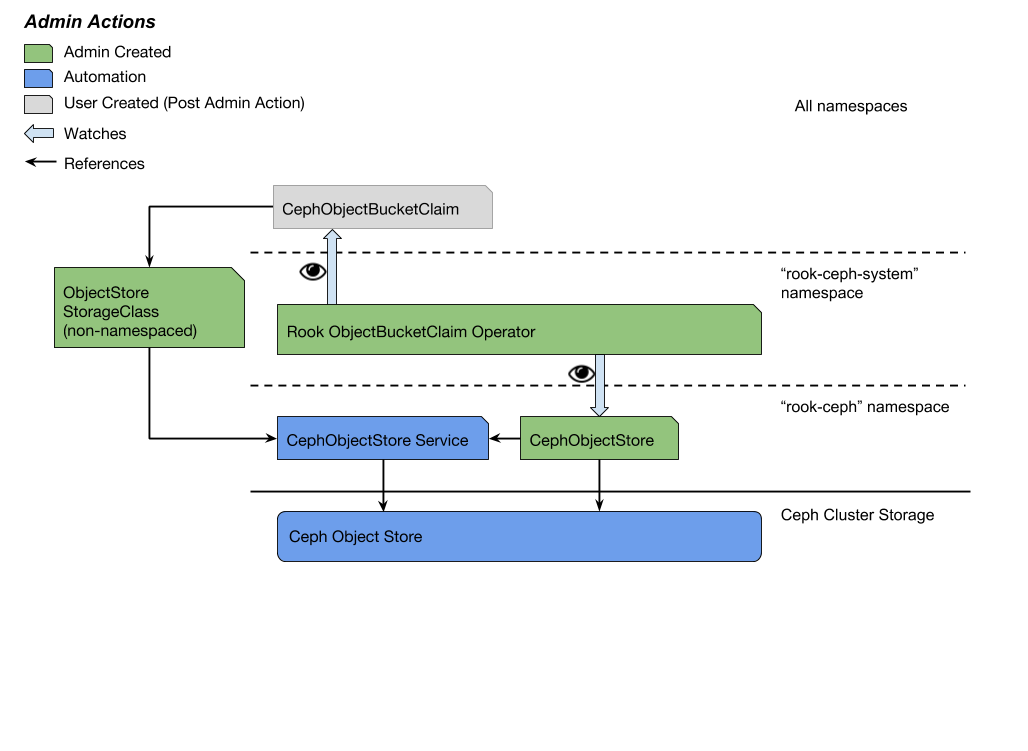 Admin Actions
Admin Created
Automation
User Created (Post Admin Action)
Watches
References
All namespaces
CephObjectBucketClaim
“rook-ceph-system”
namespace
ObjectStore
StorageClass
(non-namespaced)
Rook ObjectBucketClaim Operator
“rook-ceph” namespace
CephObjectStore Service
CephObjectStore
Ceph Cluster Storage
Ceph Object Store